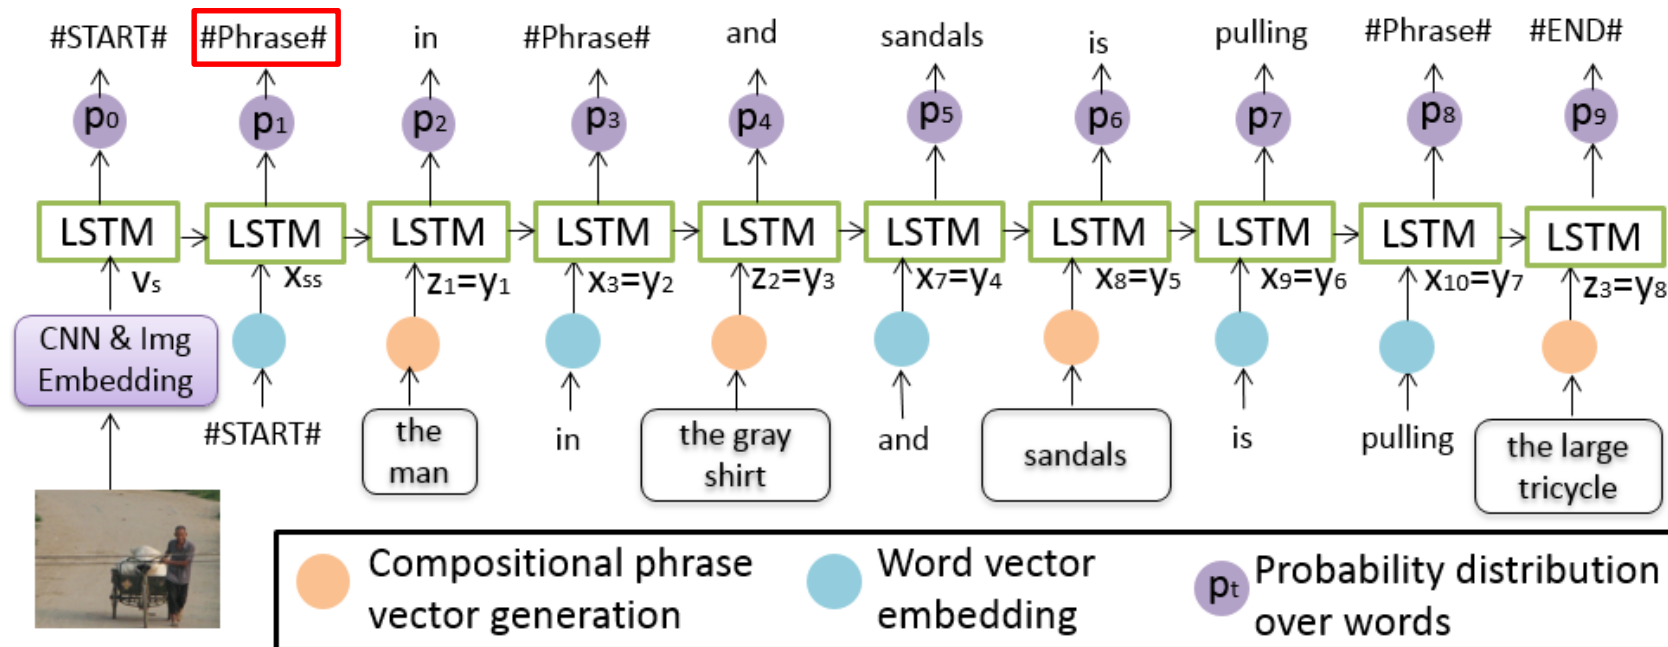 #START# #Phrase# in #Phrase# and sandals is pulling #Phrase# #END#
p0 p1 p2 p3 p4 p5 p6 p7 p8 p9
LSTM LSTM LSTM LSTM LSTM LSTM LSTM LSTM LSTM LSTM
vs xss z1=y1 x3=y2 z2=y3 x7=y4 x8=y5 x9=y6 x10=y7 z3=y8
CNN & Img
Embedding
#START#
the
man
in
the gray
shirt
and
sandals
is
pulling
the large
tricycle
Compositional phrase
vector generation
Word vector
embedding
pt
Probability distribution
over words